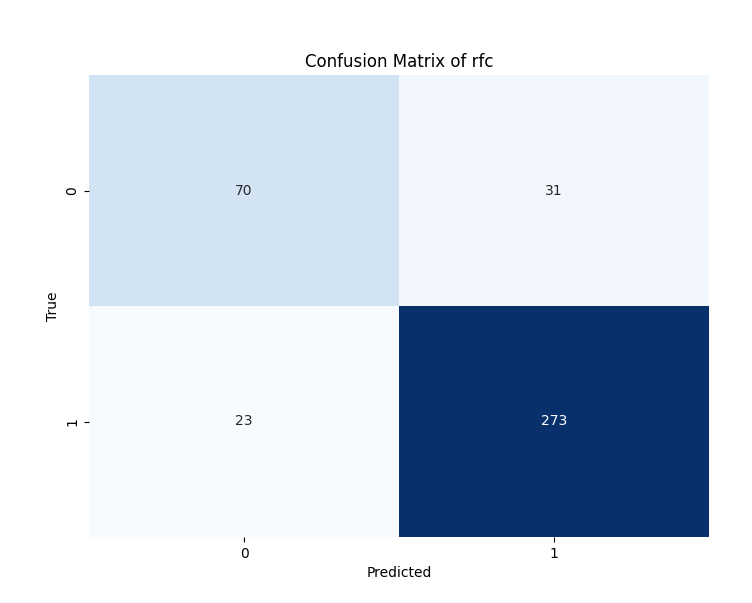 Confusion Matrix of rfc
0
70
31
True
1
23
273
0
1
Predicted